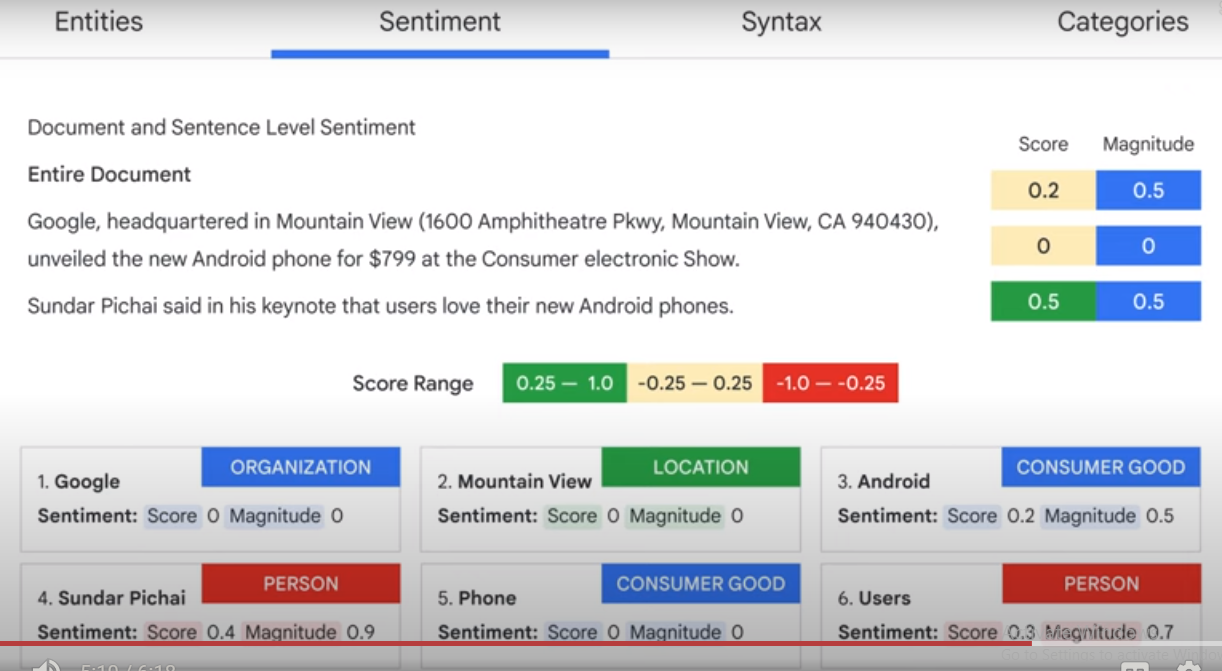 Entities Sentiment Syntax Categories
Document and Sentence Level Sentiment
Score Magnitude
Entire Document
0.2 0.5
Google, headquartered in Mountain View (1600 Amphitheatre Pkwy, Mountain View, CA 940430),
0 0
unveiled the new Android phone for $799 at the Consumer electronic Show.
Sundar Pichai said in his keynote that users love their new Android phones.
0.5 0.5
Score Range 0.25 — 1.0 -0.25 — 0.25 -1.0 — -0.25
1. Google ORGANIZATION
Sentiment: Score 0 Magnitude 0
2. Mountain View LOCATION
Sentiment: Score 0 Magnitude 0
3. Android CONSUMER GOOD
Sentiment: Score 0.2 Magnitude 0.5
4. Sundar Pichai PERSON
Sentiment: Score 0.4 Magnitude 0.9
5. Phone CONSUMER GOOD
Sentiment: Score 0 Magnitude 0
6. Users PERSON
Sentiment: Score 0.3 Magnitude 0.7
Go to Settings to Activate
5:19 / 6:18